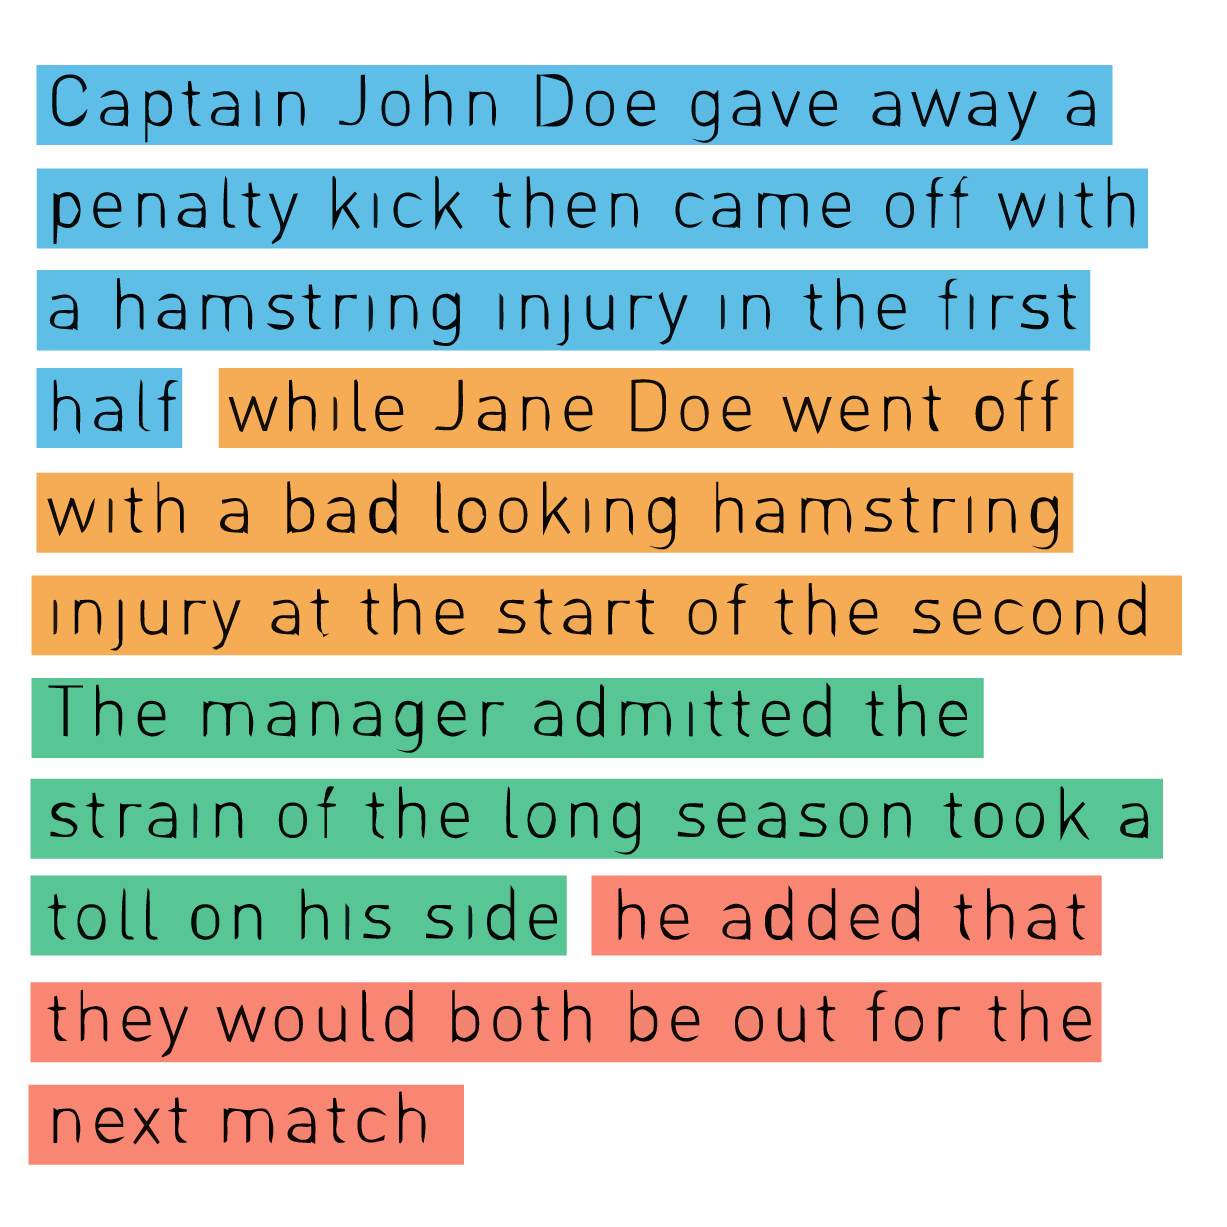 Captain John Doe gave away a
penalty kick then came off with
a hamstring injury in the first
half while Jane Doe went off
with a bad looking hamstring
injury at the start of the second
The manager admitted the
strain of the long season took a
toll on his side he added that
they would both be out for the
next match